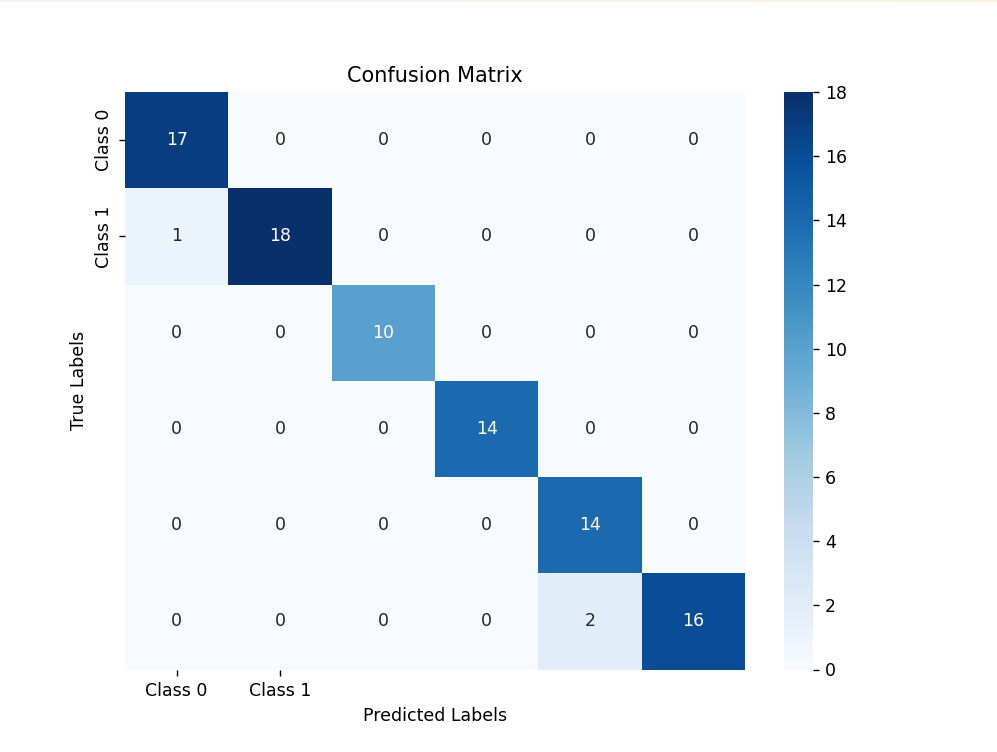 Confusion Matrix
Class 0
17 0 0 0 0 0
Class 1
1 18 0 0 0 0
0 0 10 0 0 0
True Labels
0 0 0 14 0 0
0 0 0 0 14 0
0 0 0 0 2 16
Class 0 Class 1
Predicted Labels
18
16
14
12
10
8
6
4
2
0